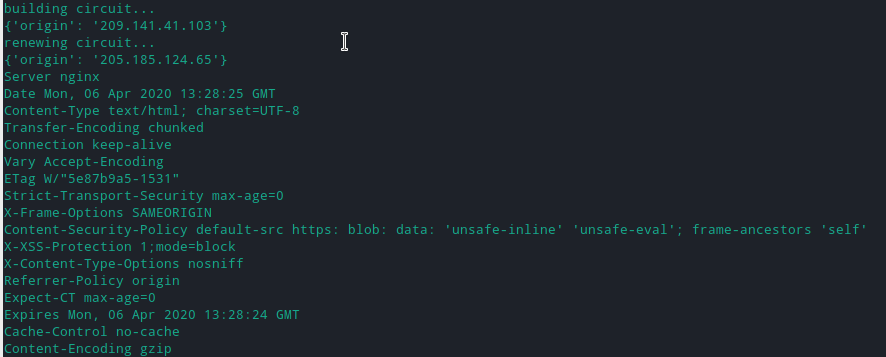 building circuit...
{'origin': '209.141.41.103'}
renewing circuit...
{'origin': '205.185.124.65'}
Server nginx
Date Mon, 06 Apr 2020 13:28:25 GMT
Content-Type text/html; charset=UTF-8
Transfer-Encoding chunked
Connection keep-alive
Vary Accept-Encoding
ETag W/"5e87b9a5-1531"
Strict-Transport-Security max-age=0
X-Frame-Options SAMEORIGIN
Content-Security-Policy default-src https: blob: data: 'unsafe-inline' 'unsafe-eval'; frame-ancestors 'self'
X-XSS-Protection 1;mode=block
X-Content-Type-Options nosniff
Referrer-Policy origin
Expect-CT max-age=0
Expires Mon, 06 Apr 2020 13:28:24 GMT
Cache-Control no-cache
Content-Encoding gzip